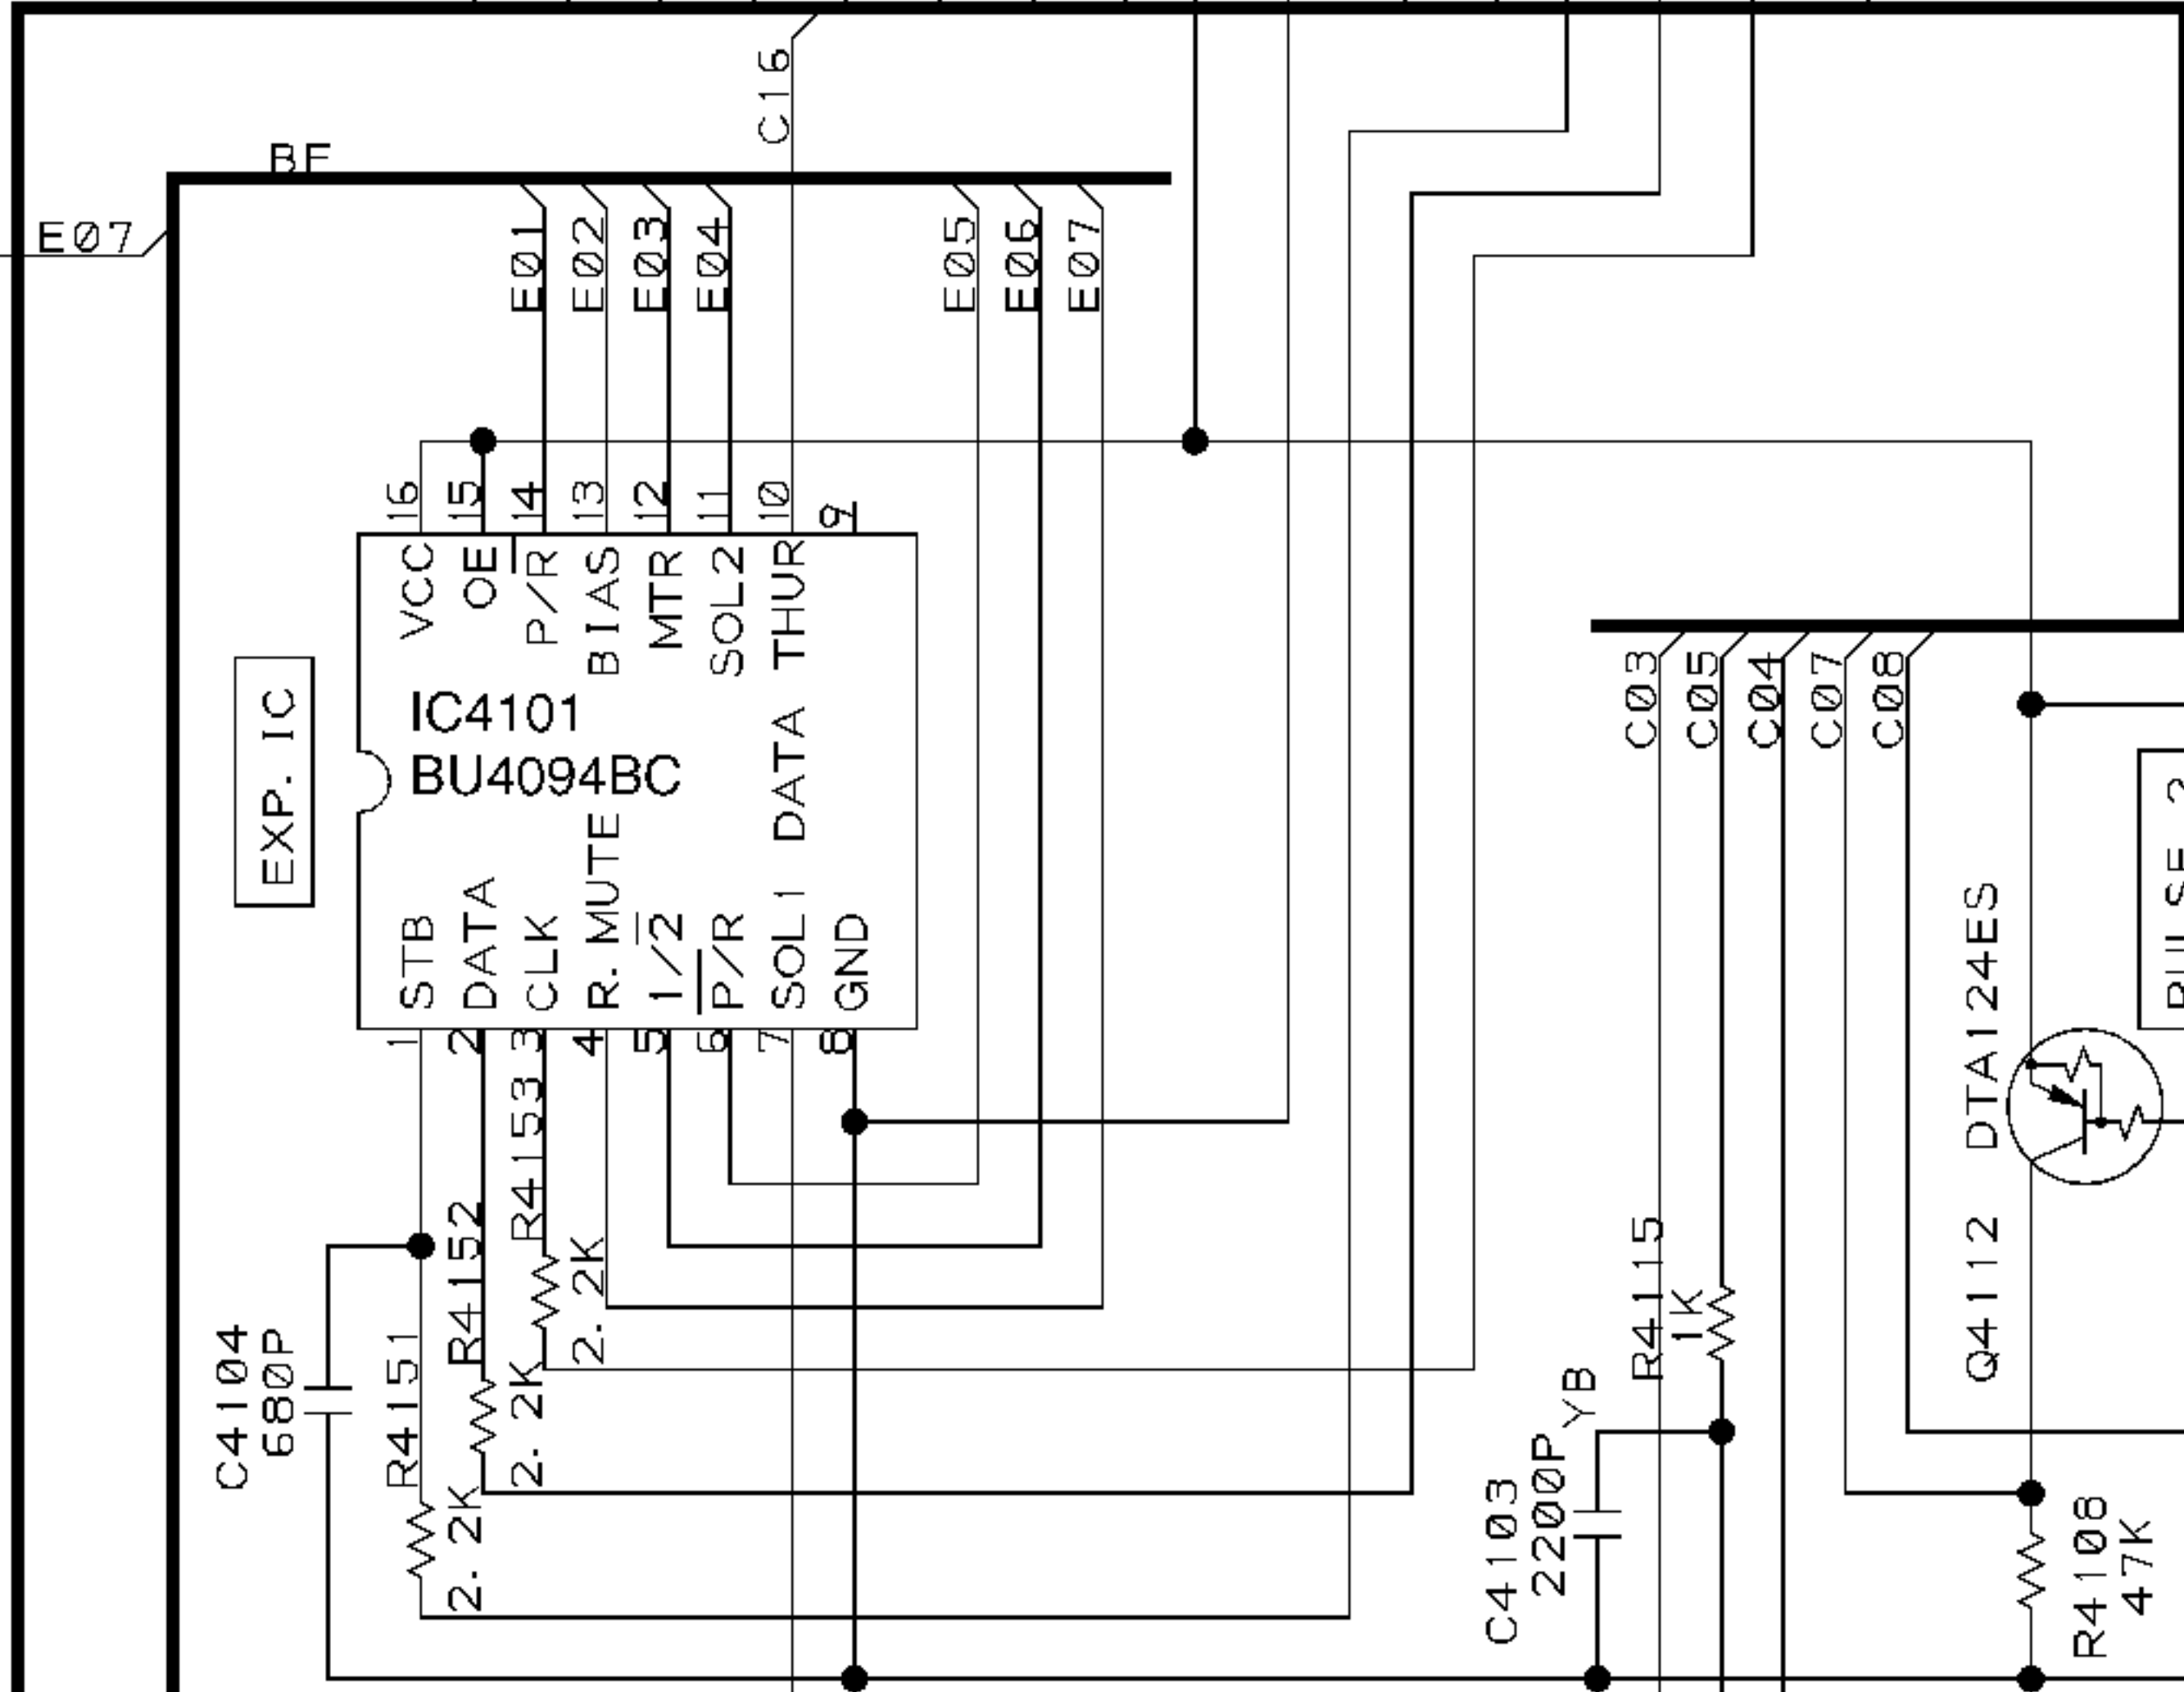 C16
BF
E07
E01
E02
E03
E04
E05
E06
E07
16
15
14
13
12
11
10
9
VCC
OE
P/R
BIAS
MTR
SOL2
DATA THUR
EXP. IC
IC4101
BU4094BC
STB
DATA
CLK
R. MUTE
1/2
P/R
SOL1
GND
1
2
3
4
5
6
7
8
C03
C05
C04
C07
C08
R4153
2. 2K
R4152
2. 2K
R4151
2. 2K
C4104
680P
R4115
1K
C4103
2200P
YB
Q4112 DTA124ES
R4108
47K